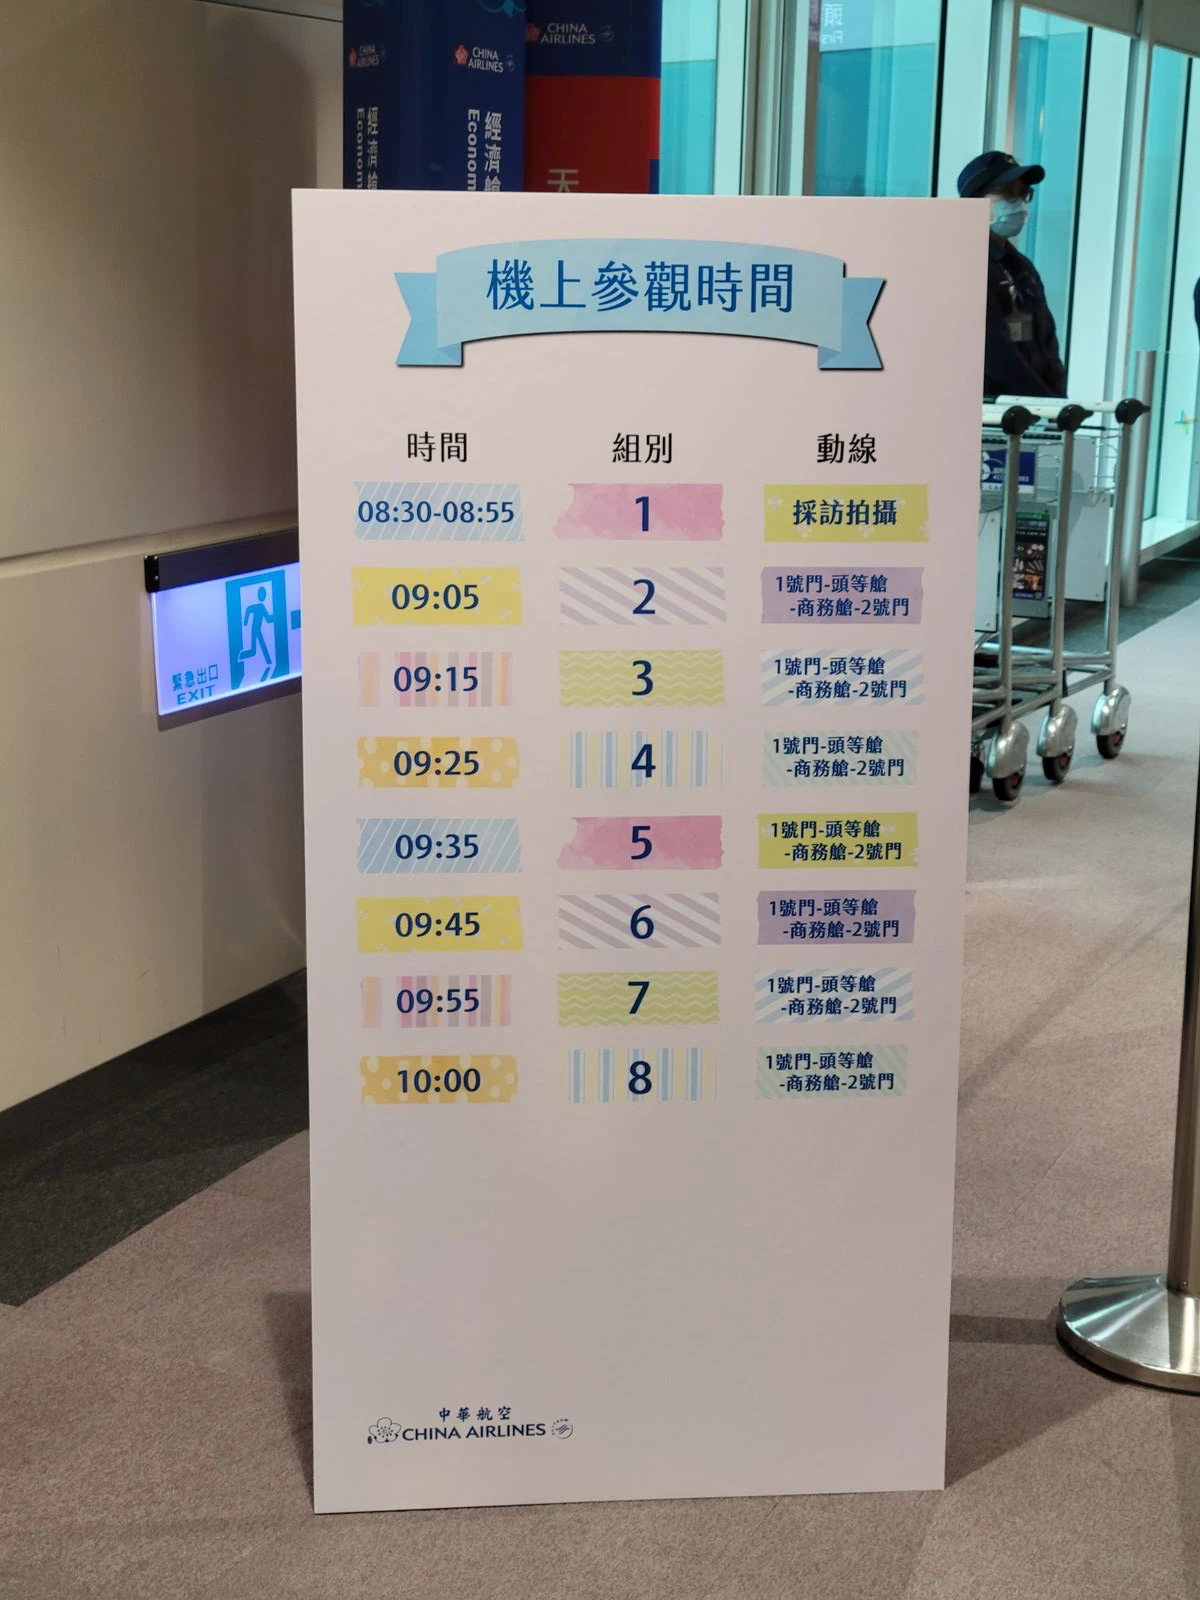 CHINA AIRLINES
CHINA AIRLINES
CHINA AIRLINES
經濟艙
Econom
經濟艙
Econom
天
機上參觀時間
時間 組別 動線
08:30-08:55 1 採訪拍攝
09:05 2 1號門-頭等艙
-商務艙-2號門
09:15 3 1號門-頭等艙
-商務艙-2號門
09:25 4 1號門-頭等艙
-商務艙-2號門
09:35 5 1號門-頭等艙
-商務艙-2號門
09:45 6 1號門-頭等艙
-商務艙-2號門
09:55 7 1號門-頭等艙
-商務艙-2號門
10:00 8 1號門-頭等艙
-商務艙-2號門
緊急出口
EXIT
中華航空
CHINA AIRLINES